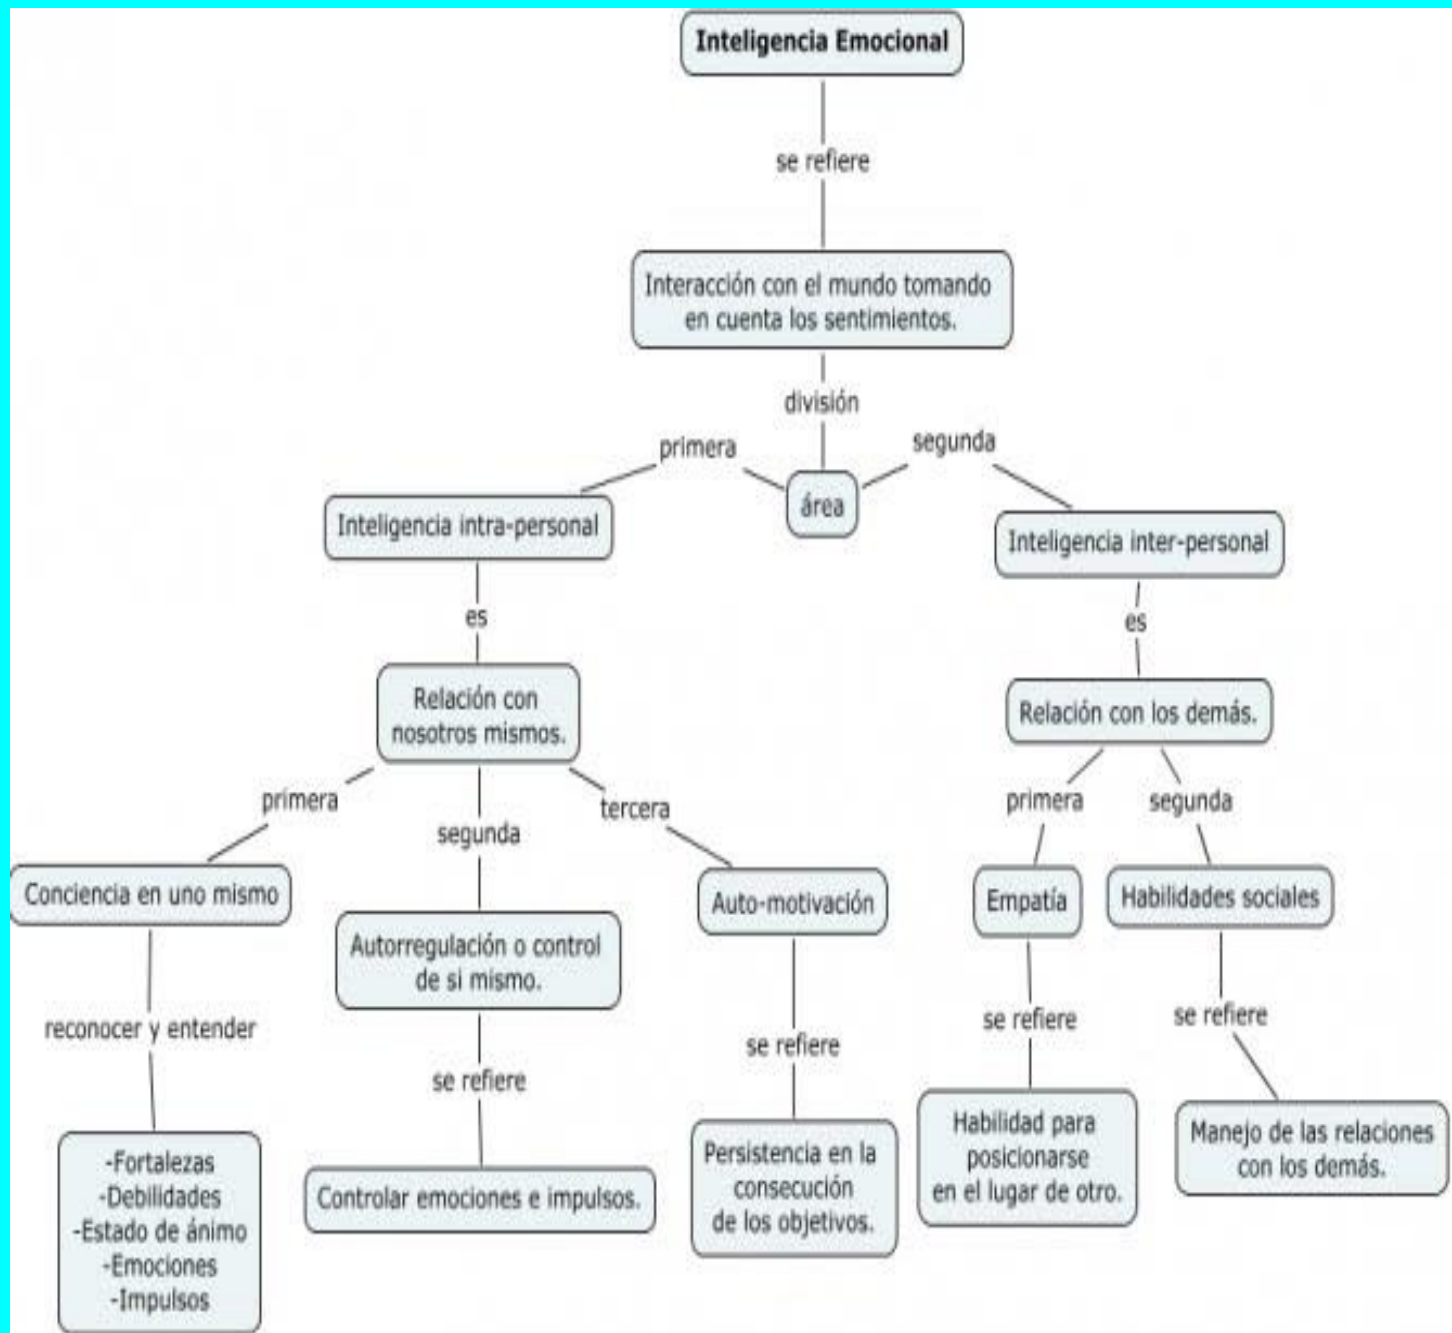 Inteligencia Emocional
se refiere
Interacción con el mundo tomando
en cuenta los sentimientos.
división
primera
segunda
área
Inteligencia intra-personal
Inteligencia inter-personal
es
es
Relación con
nosotros mismos.
Relación con los demás.
primera
segunda
tercera
primera
segunda
Conciencia en uno mismo
Autorregulación o control
de si mismo.
Auto-motivación
Empatía
Habilidades sociales
reconocer y entender
se refiere
se refiere
se refiere
se refiere
-Fortalezas
-Debilidades
-Estado de ánimo
-Emociones
-Impulsos
Controlar emociones e impulsos.
Persistencia en la
consecución
de los objetivos.
Habilidad para
posicionarse
en el lugar de otro.
Manejo de las relaciones
con los demás.